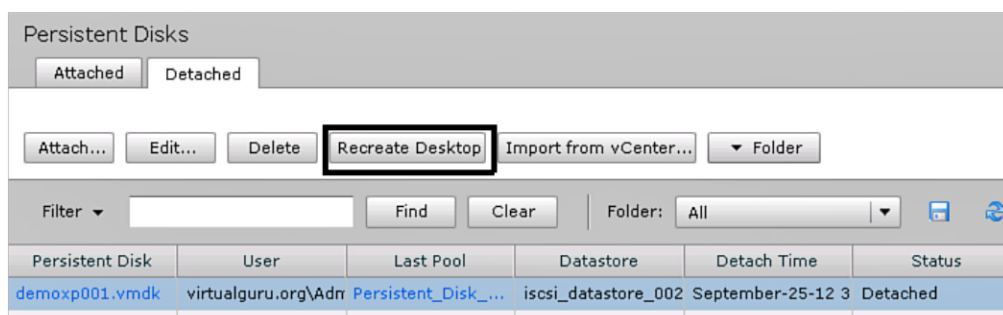 Persistent Disks
Attached Detached
Attach... Edit... Delete Recreate Desktop Import from vCenter... Folder
Filter Find Clear Folder: All
Persistent Disk User Last Pool Datastore Detach Time Status
demoxp001.vmdk virtualguru.org\Adm Persistent_Disk_... iscsi_datastore_002 September-25-12 3 Detached